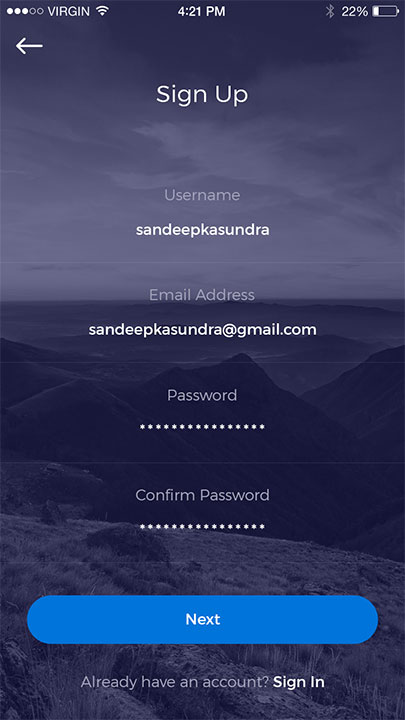 VIRGIN 4:21 PM 22%
Sign Up
Username
sandeepkasundra
Email Address
sandeepkasundra@gmail.com
Password
****************
Confirm Password
****************
Next
Already have an account? Sign In